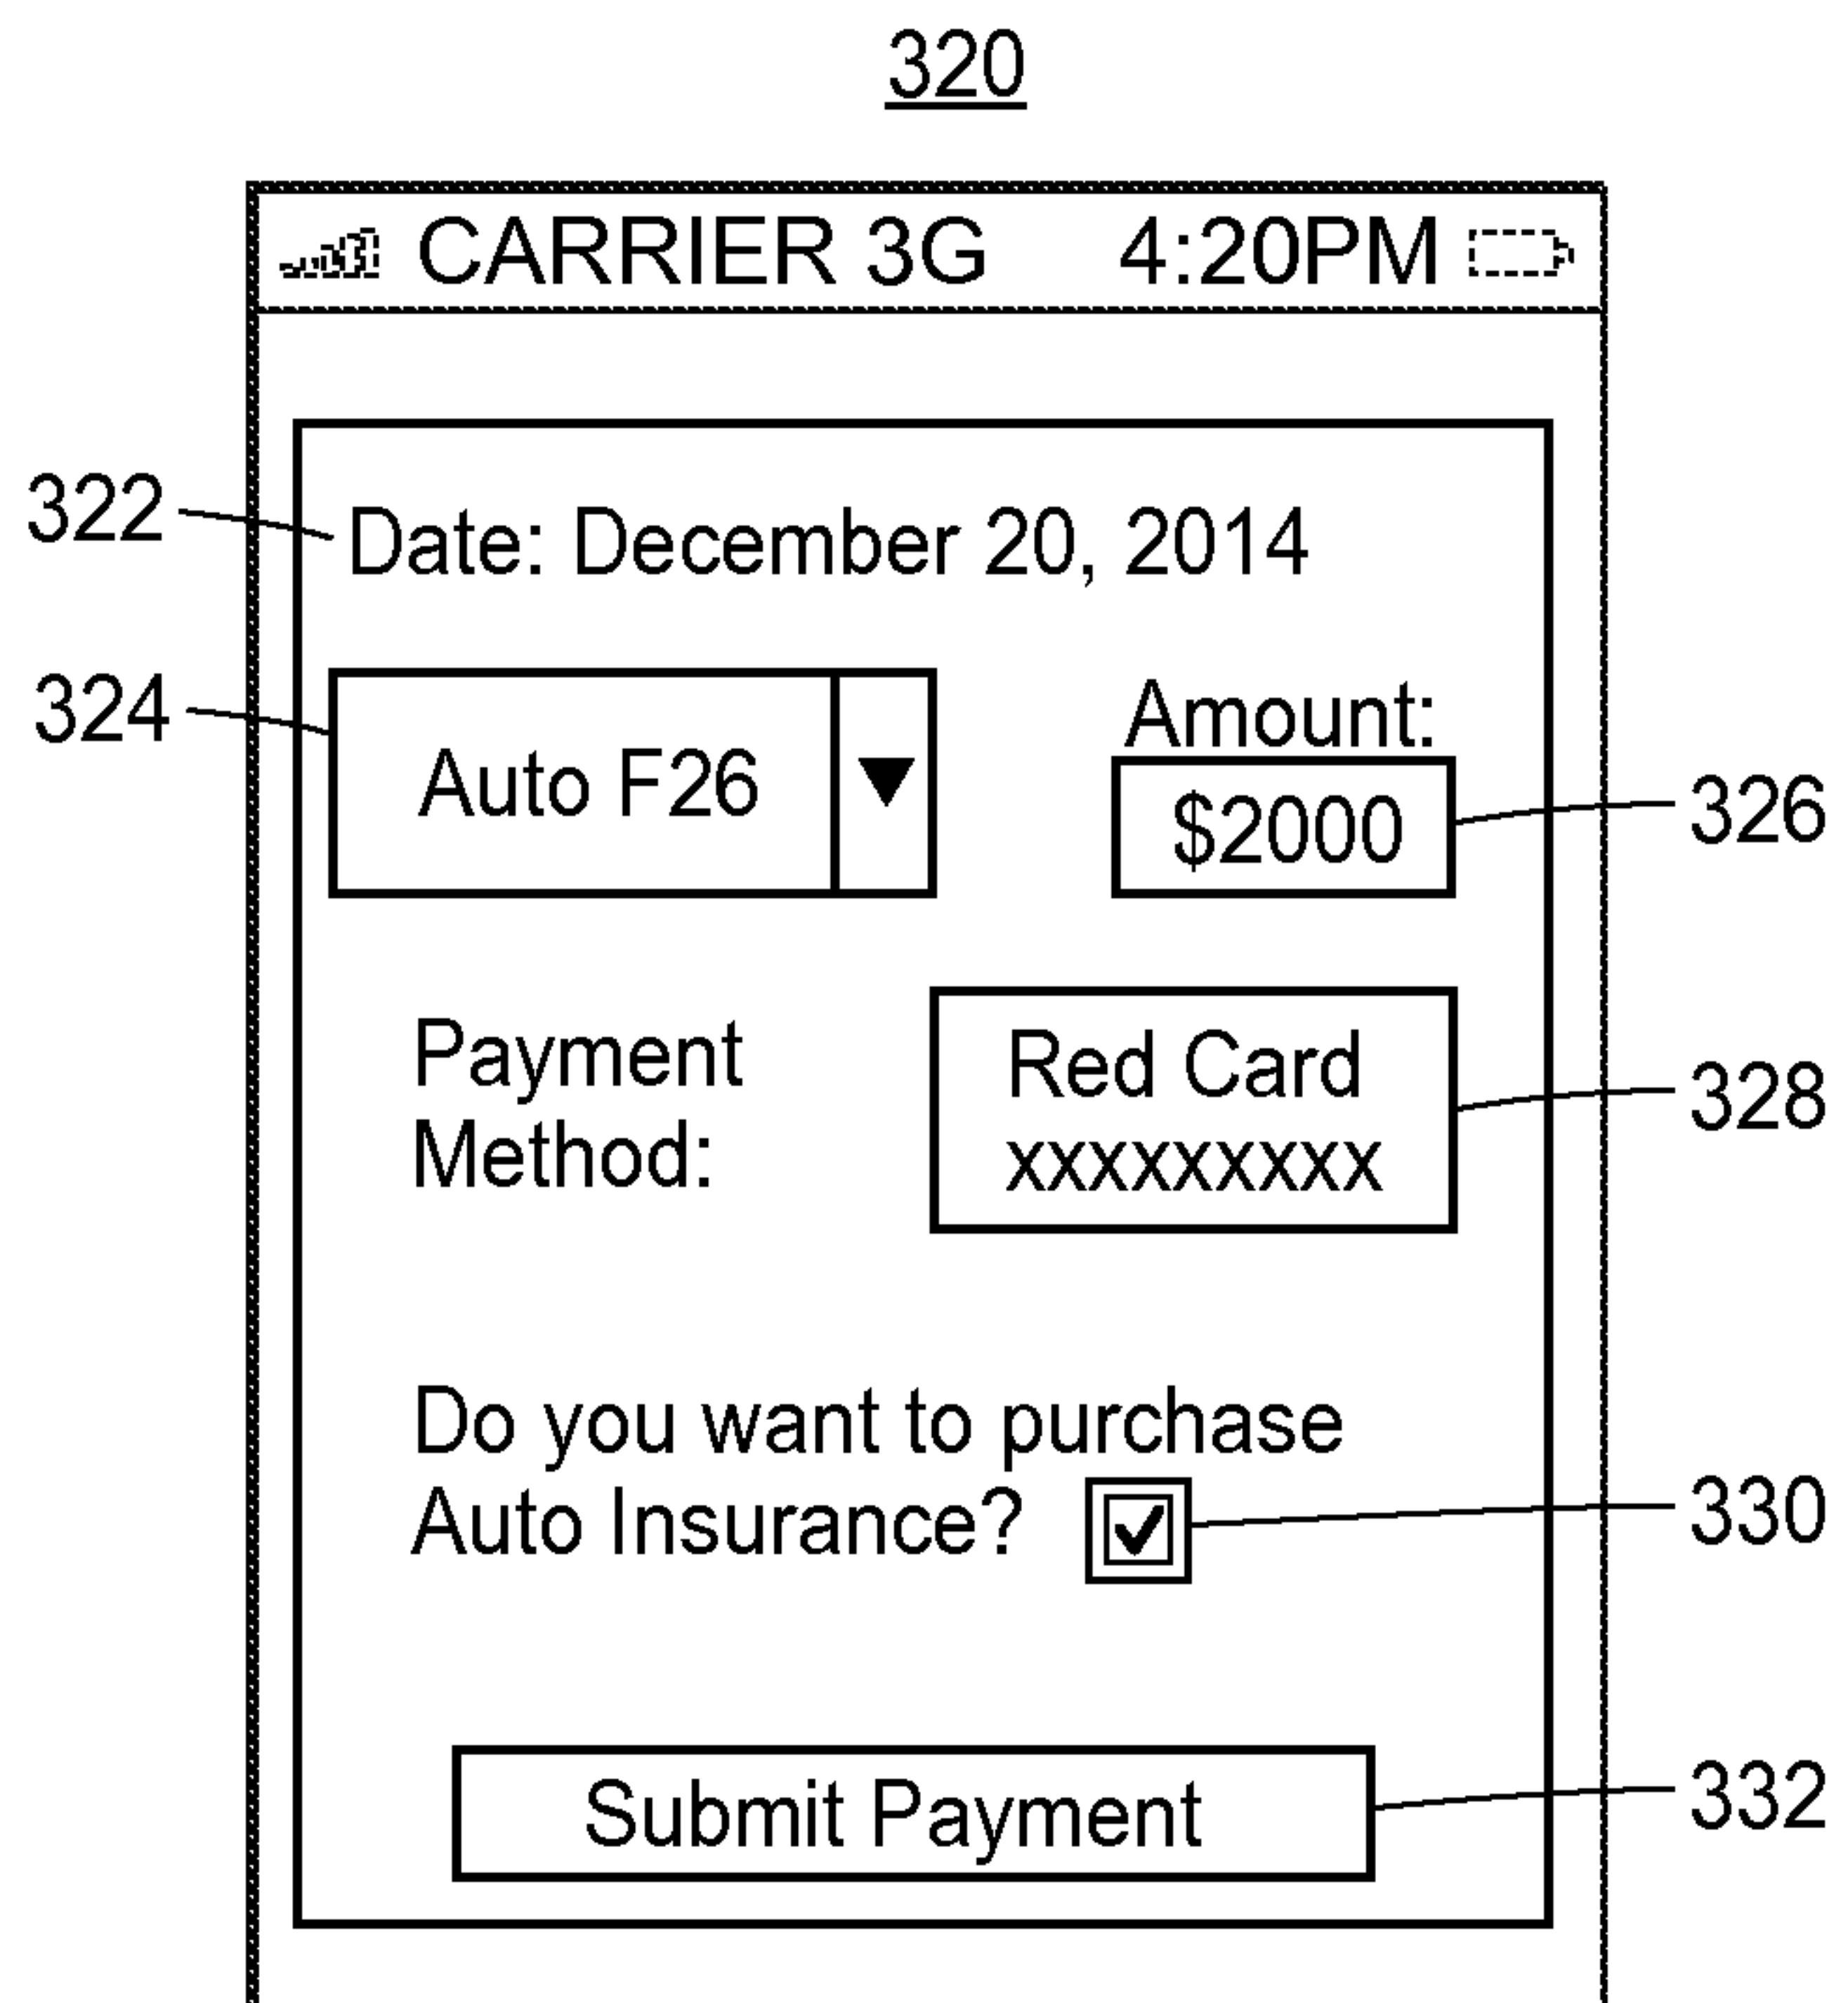 320
CARRIER 3G 4:20PM
322
Date: December 20, 2014
324
Auto F26
Amount:
$2000
326
Payment
Method:
Red Card
xxxxxxxxx
328
Do you want to purchase
Auto Insurance?
330
Submit Payment
332